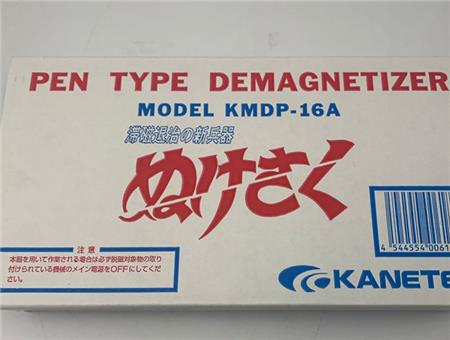 PEN TYPE DEMAGNETIZER
MODEL KMDP-16A
滞磁退治の新兵器
ぬけさく
注意
本器を用いて作業される場合は必ず脱磁対象物の取り
付けられている機械のメイン電源をOFFにしてくだ
さい。
4 544554 0061
KANETE